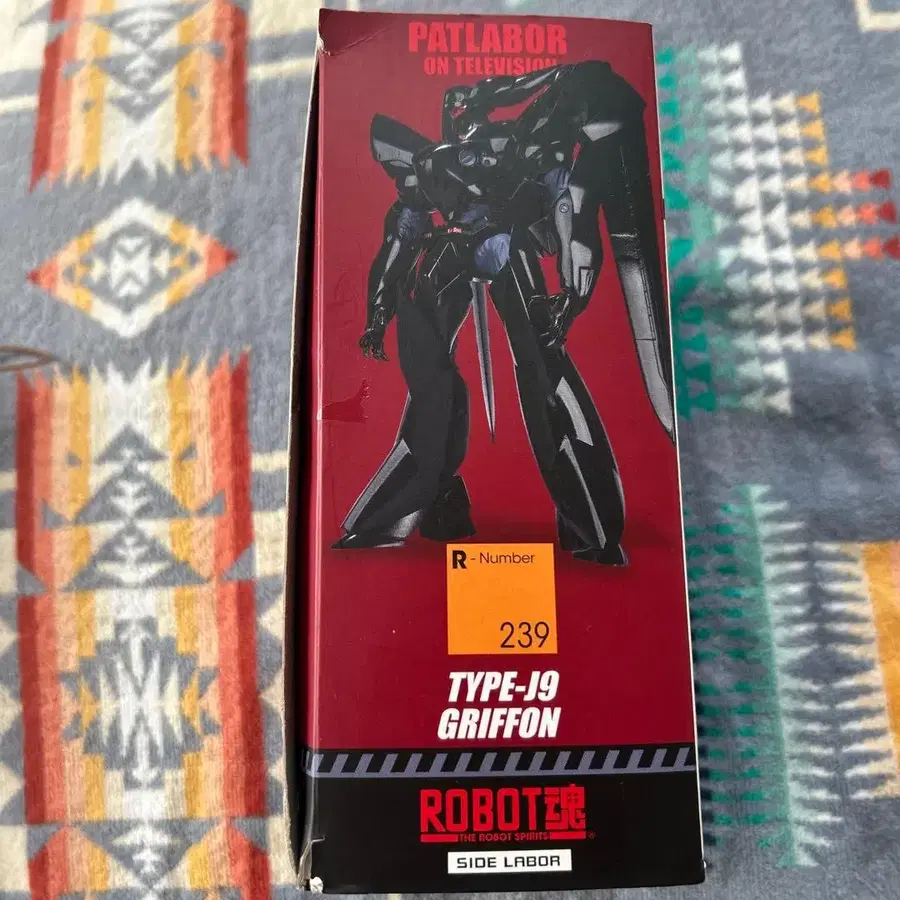 PATLABOR
ON TELEVISION
R - Number
239
TYPE-J9
GRIFFON
ROBOT魂
THE ROBOT SPIRITS
®
SIDE LABOR